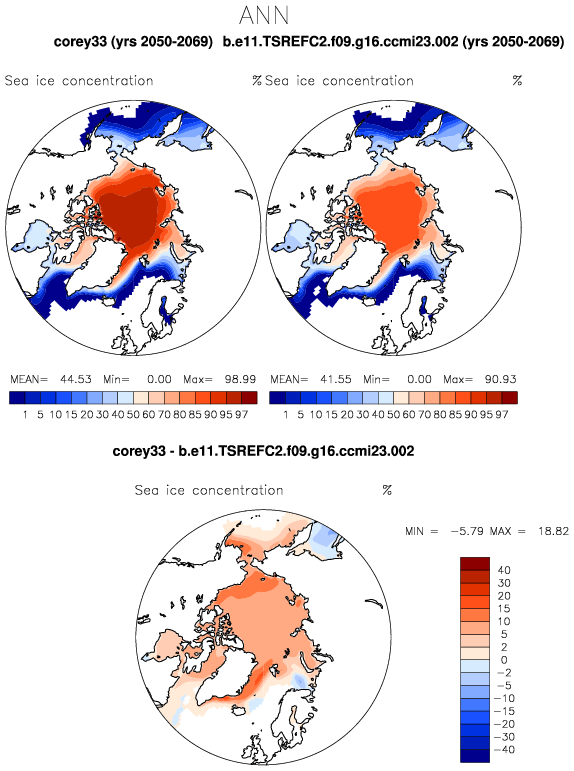 ANN
corey33 (yrs 2050-2069) b.e11.TSREFC2.f09.g16.ccmi23.002 (yrs 2050-2069)
Sea ice concentration % Sea ice concentration %
MEAN= 44.53 Min= 0.00 Max= 98.99 MEAN= 41.55 Min= 0.00 Max= 90.93
1 5 10 15 20 30 40 50 60 70 80 85 90 95 97 1 5 10 15 20 30 40 50 60 70 80 85 90 95 97
corey33 - b.e11.TSREFC2.f09.g16.ccmi23.002
Sea ice concentration %
MIN = -5.79 MAX = 18.82
40
30
20
15
10
5
2
0
-2
-5
-10
-15
-20
-30
-40